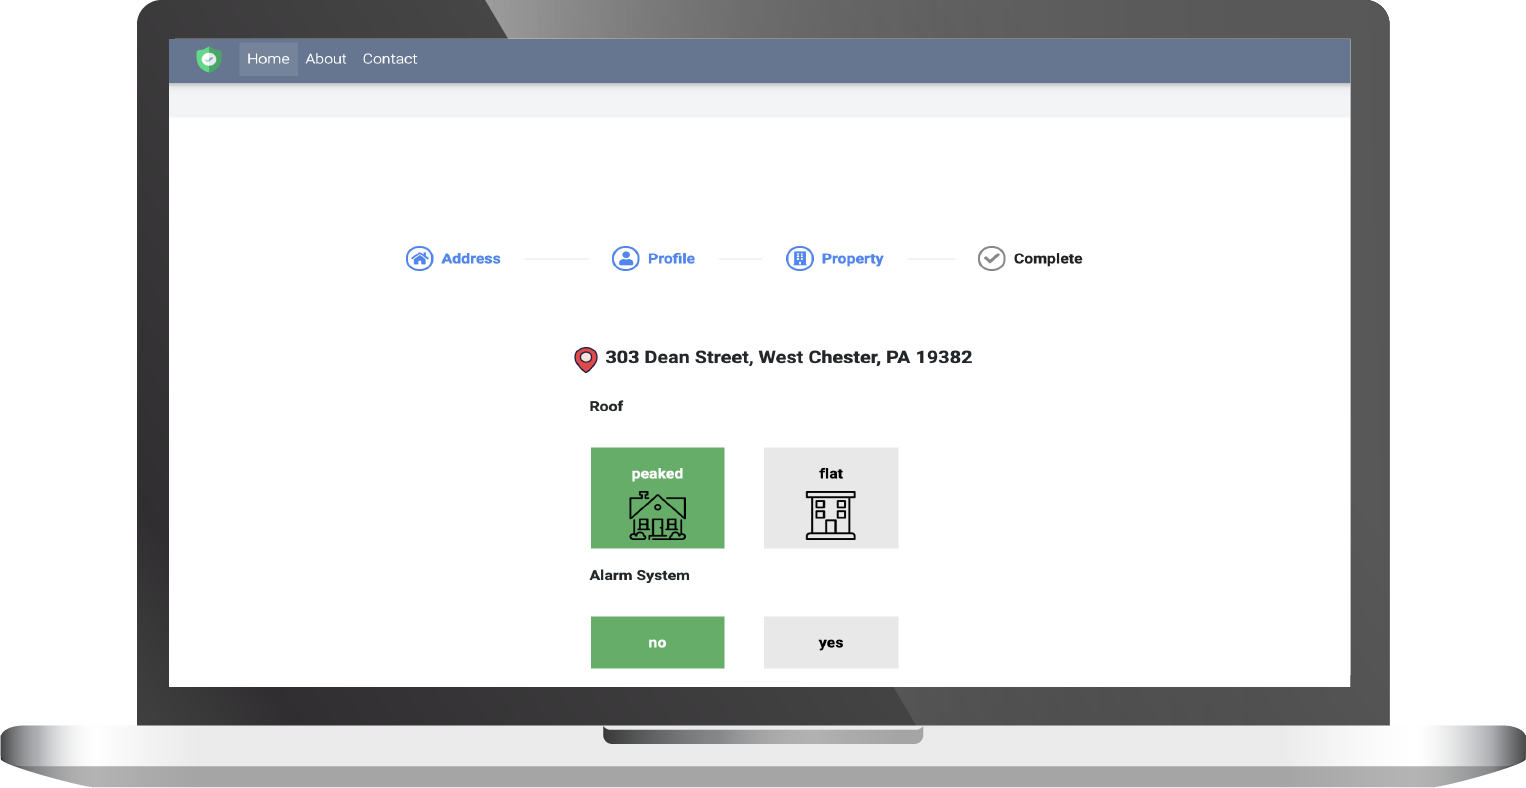 Home About Contact
Address Profile Property Complete
303 Dean Street, West Chester, PA 19382
Roof
peaked flat
Alarm System
no yes